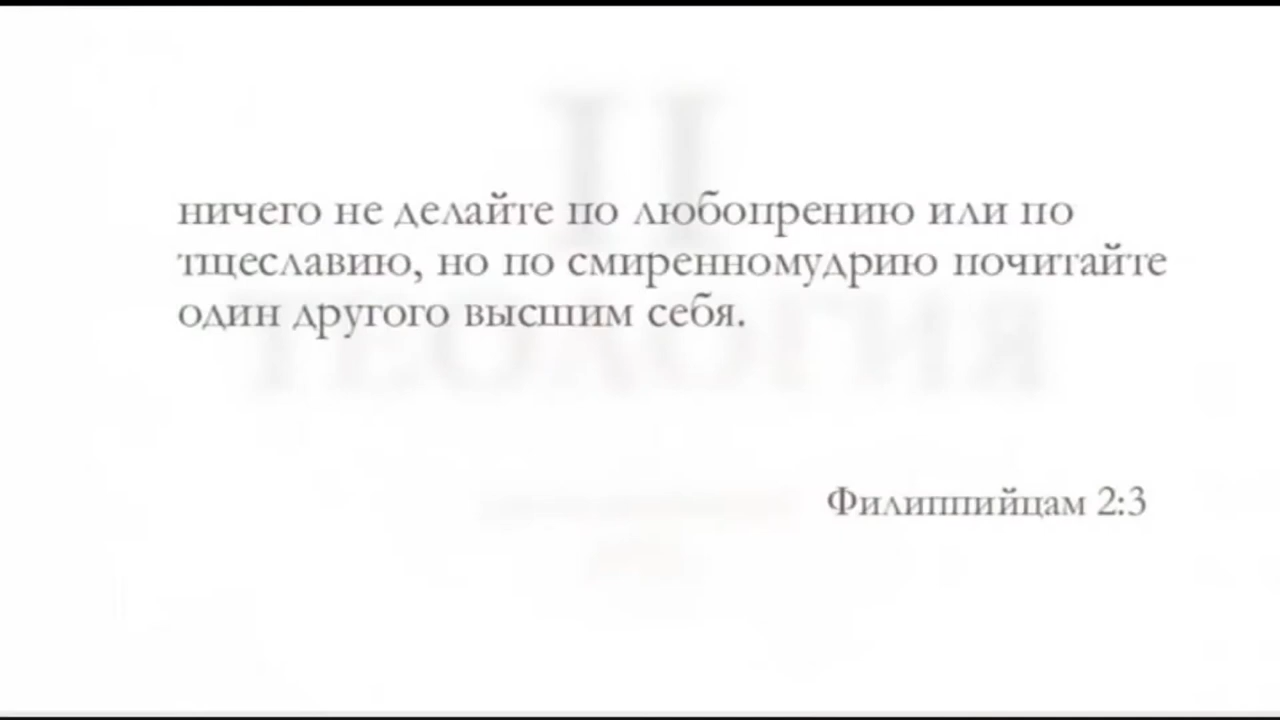 ничего не делайте по любопрению или по
тщеславию, но по смиренномудрию почитайте
один другого высшим себя.
Филиппийцам 2:3
ТЕОЛОГИЯ